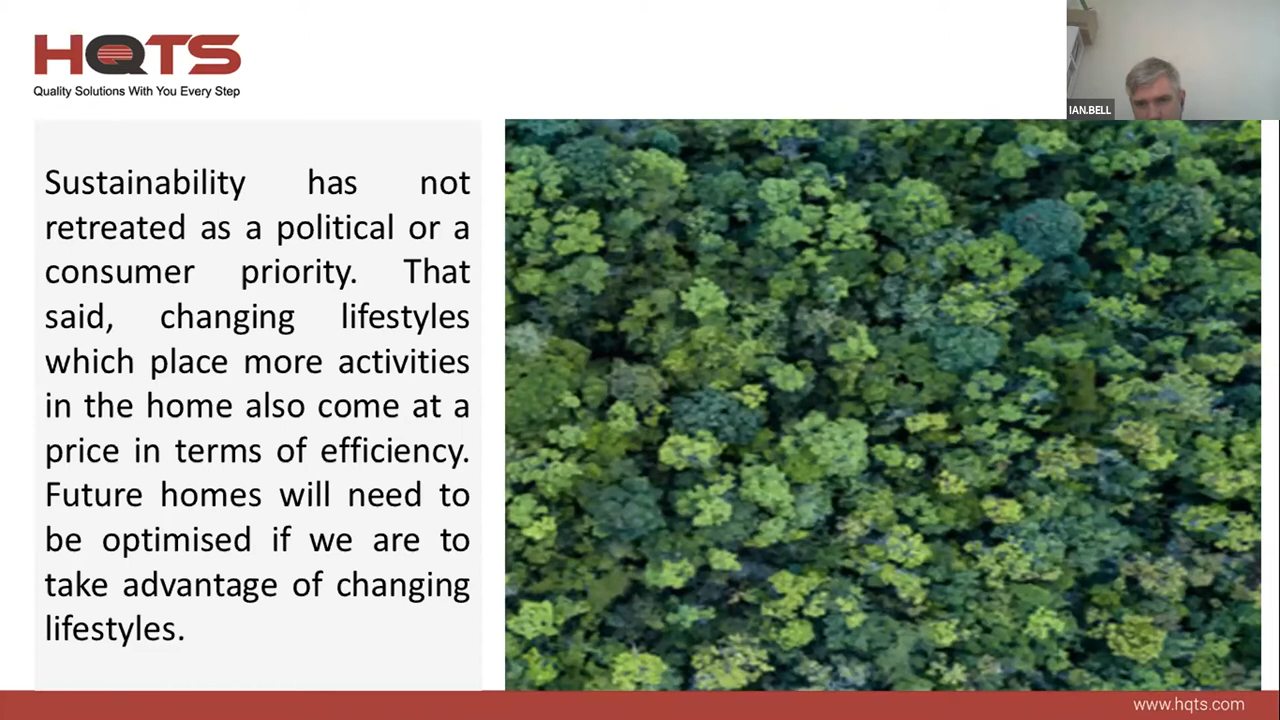 HQTS
Quality Solutions With You Every Step
IAN.BELL
Sustainability has not
retreated as a political or a
consumer priority. That
said, changing lifestyles
which place more activities
in the home also come at a
price in terms of efficiency.
Future homes will need to
be optimised if we are to
take advantage of changing
lifestyles.
www.hqts.com